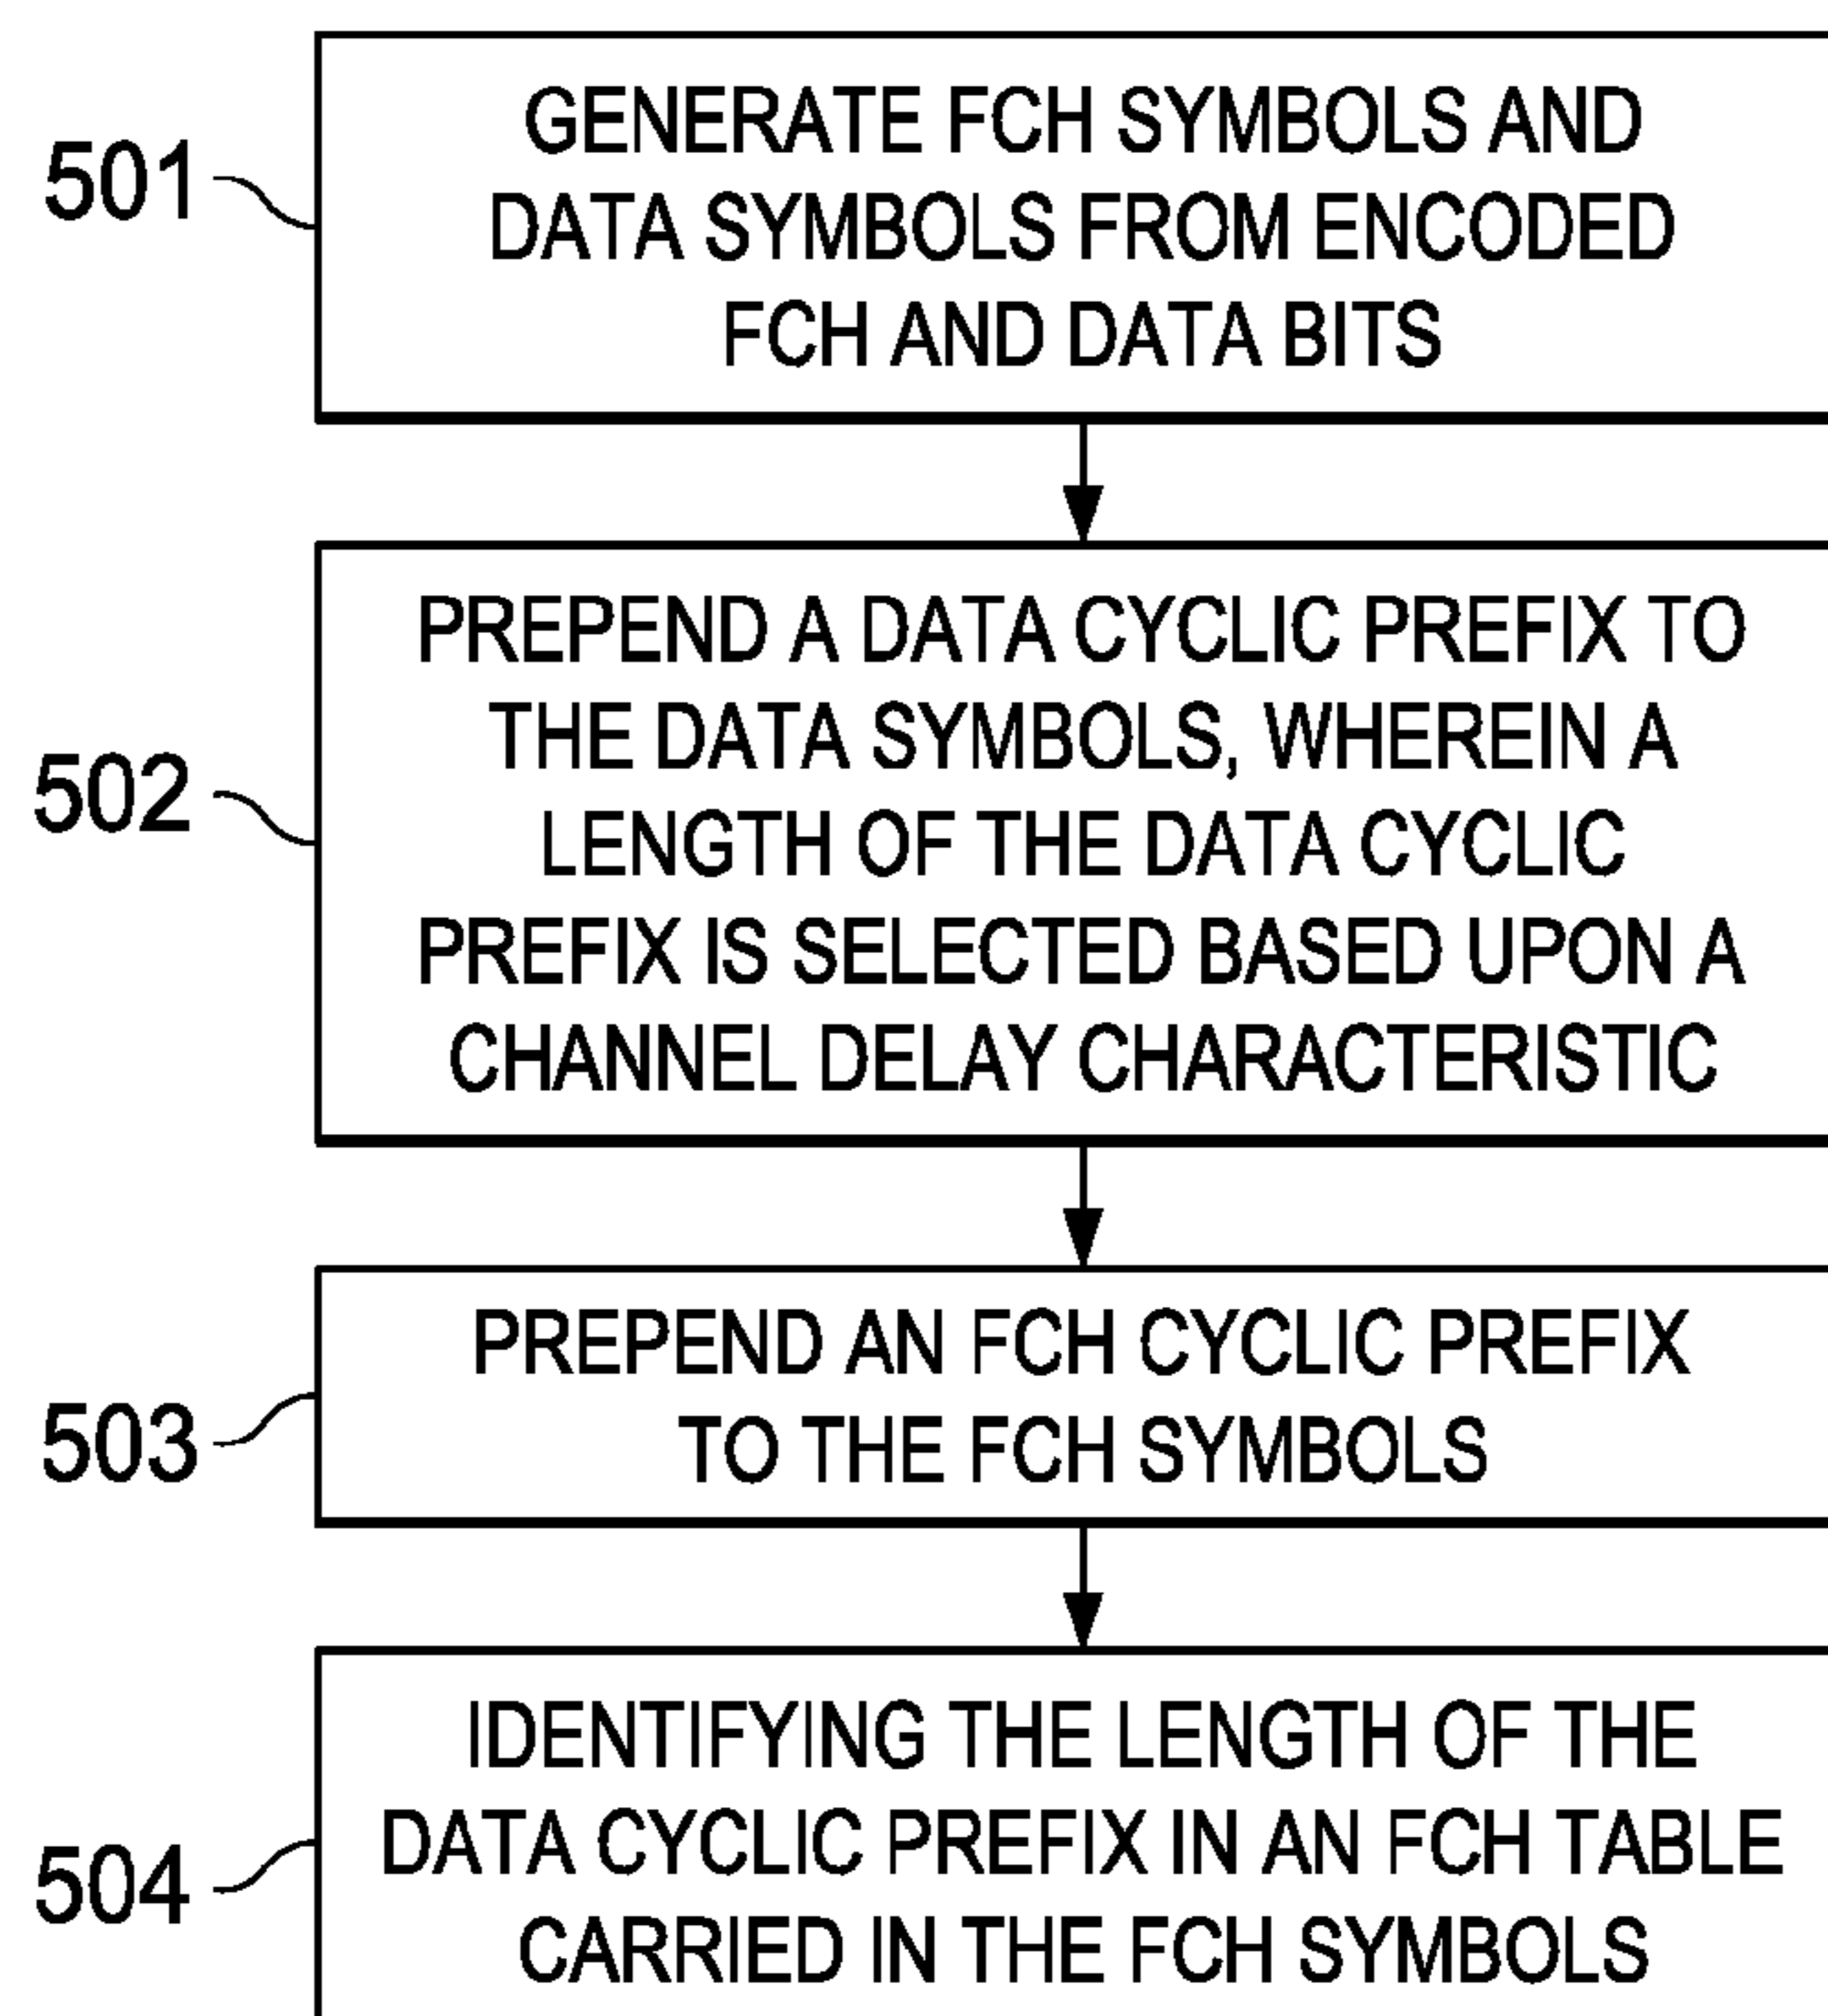 501
GENERATE FCH SYMBOLS AND
DATA SYMBOLS FROM ENCODED
FCH AND DATA BITS
502
PREPEND A DATA CYCLIC PREFIX TO
THE DATA SYMBOLS, WHEREIN A
LENGTH OF THE DATA CYCLIC
PREFIX IS SELECTED BASED UPON A
CHANNEL DELAY CHARACTERISTIC
503
PREPEND AN FCH CYCLIC PREFIX
TO THE FCH SYMBOLS
504
IDENTIFYING THE LENGTH OF THE
DATA CYCLIC PREFIX IN AN FCH TABLE
CARRIED IN THE FCH SYMBOLS